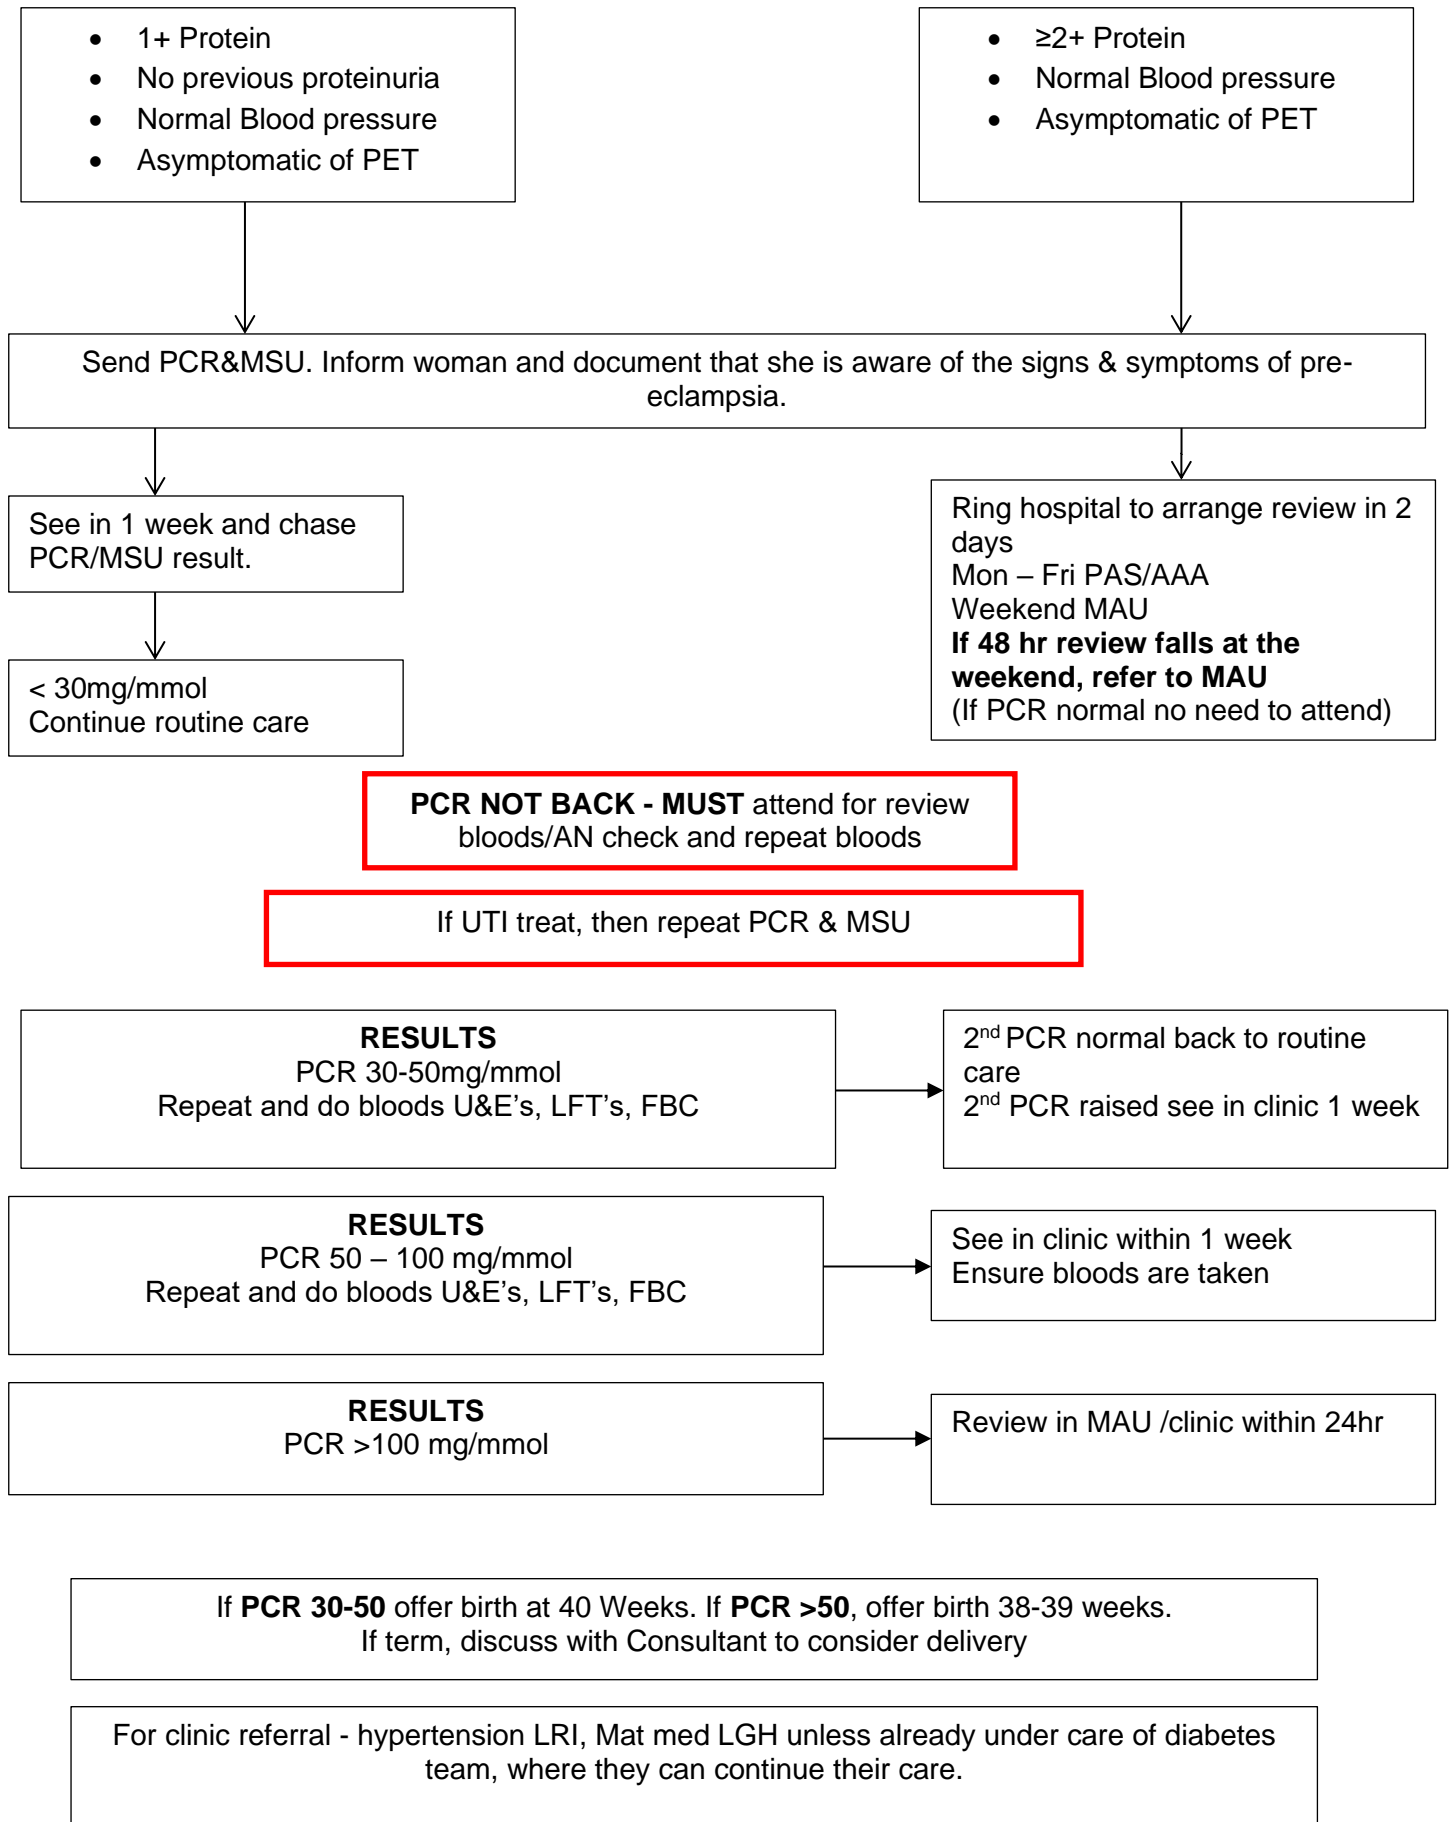 • 1+ Protein
• No previous proteinuria
• Normal Blood pressure
• Asymptomatic of PET
• ≥2+ Protein
• Normal Blood pressure
• Asymptomatic of PET
Send PCR&MSU. Inform woman and document that she is aware of the signs & symptoms of pre-
eclampsia.
See in 1 week and chase
PCR/MSU result.
< 30mg/mmol
Continue routine care
Ring hospital to arrange review in 2
days
Mon – Fri PAS/AAA
Weekend MAU
If 48 hr review falls at the
weekend, refer to MAU
(If PCR normal no need to attend)
PCR NOT BACK - MUST attend for review
bloods/AN check and repeat bloods
If UTI treat, then repeat PCR & MSU
RESULTS
PCR 30-50mg/mmol
Repeat and do bloods U&E's, LFT's, FBC
2nd PCR normal back to routine
care
2nd PCR raised see in clinic 1 week
RESULTS
PCR 50 – 100 mg/mmol
Repeat and do bloods U&E's, LFT's, FBC
See in clinic within 1 week
Ensure bloods are taken
RESULTS
PCR >100 mg/mmol
Review in MAU /clinic within 24hr
If PCR 30-50 offer birth at 40 Weeks. If PCR >50, offer birth 38-39 weeks.
If term, discuss with Consultant to consider delivery
For clinic referral - hypertension LRI, Mat med LGH unless already under care of diabetes
team, where they can continue their care.